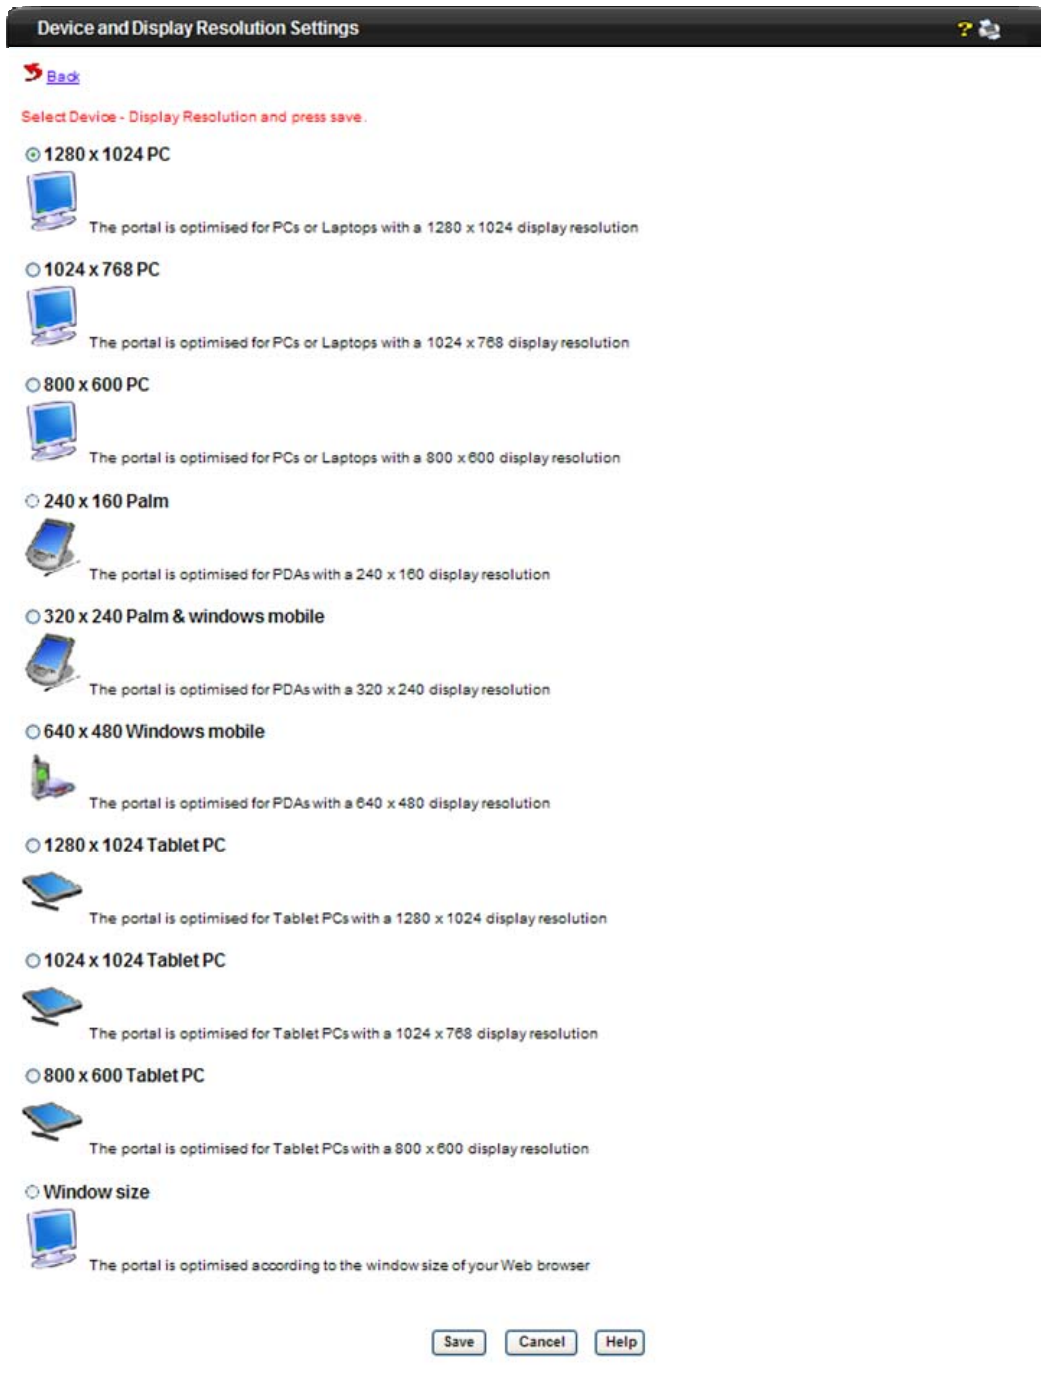 Device and Display Resolution Settings
?
Back
Select Device - Display Resolution and press save.
1280 x 1024 PC
The portal is optimised for PCs or Laptops with a 1280 x 1024 display resolution
1024 x 768 PC
The portal is optimised for PCs or Laptops with a 1024 x 768 display resolution
800 x 600 PC
The portal is optimised for PCs or Laptops with a 800 x 600 display resolution
240 x 160 Palm
The portal is optimised for PDAs with a 240 x 160 display resolution
320 x 240 Palm & windows mobile
The portal is optimised for PDAs with a 320 x 240 display resolution
640 x 480 Windows mobile
The portal is optimised for PDAs with a 640 x 480 display resolution
1280 x 1024 Tablet PC
The portal is optimised for Tablet PCs with a 1280 x 1024 display resolution
1024 x 1024 Tablet PC
The portal is optimised for Tablet PCs with a 1024 x 768 display resolution
800 x 600 Tablet PC
The portal is optimised for Tablet PCs with a 800 x 600 display resolution
Window size
The portal is optimised according to the window size of your Web browser
Save Cancel Help